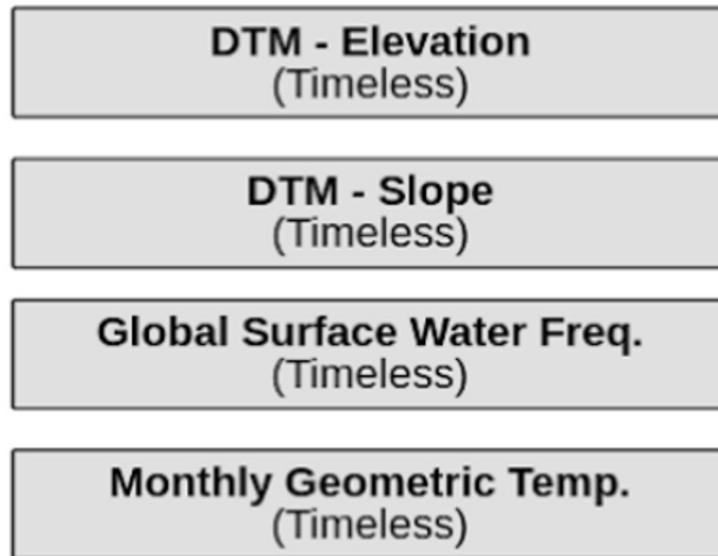 DTM - Elevation
(Timeless)
DTM - Slope
(Timeless)
Global Surface Water Freq.
(Timeless)
Monthly Geometric Temp.
(Timeless)